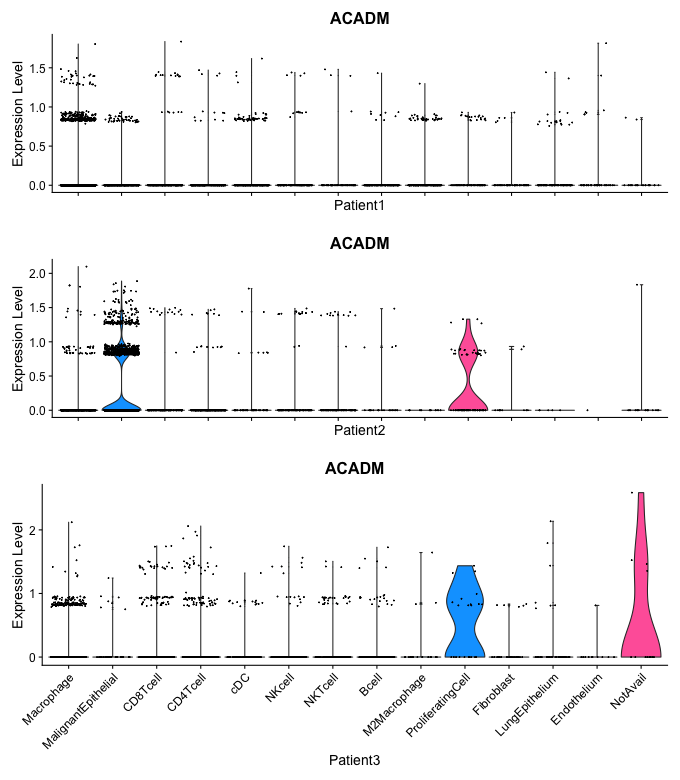 ACADM
Expression Level
1.5
1.0
0.5
0.0
Patient1
ACADM
Expression Level
2.0
1.5
1.0
0.5
0.0
Patient2
ACADM
Expression Level
2
1
0
Macrophage
MalignantEpithelial
CD8Tcell
CD4Tcell
cDC
NKcell
NKTcell
Bcell
M2Macrophage
ProliferatingCell
Fibroblast
LungEpithelium
Endothelium
NotAvail
Patient3